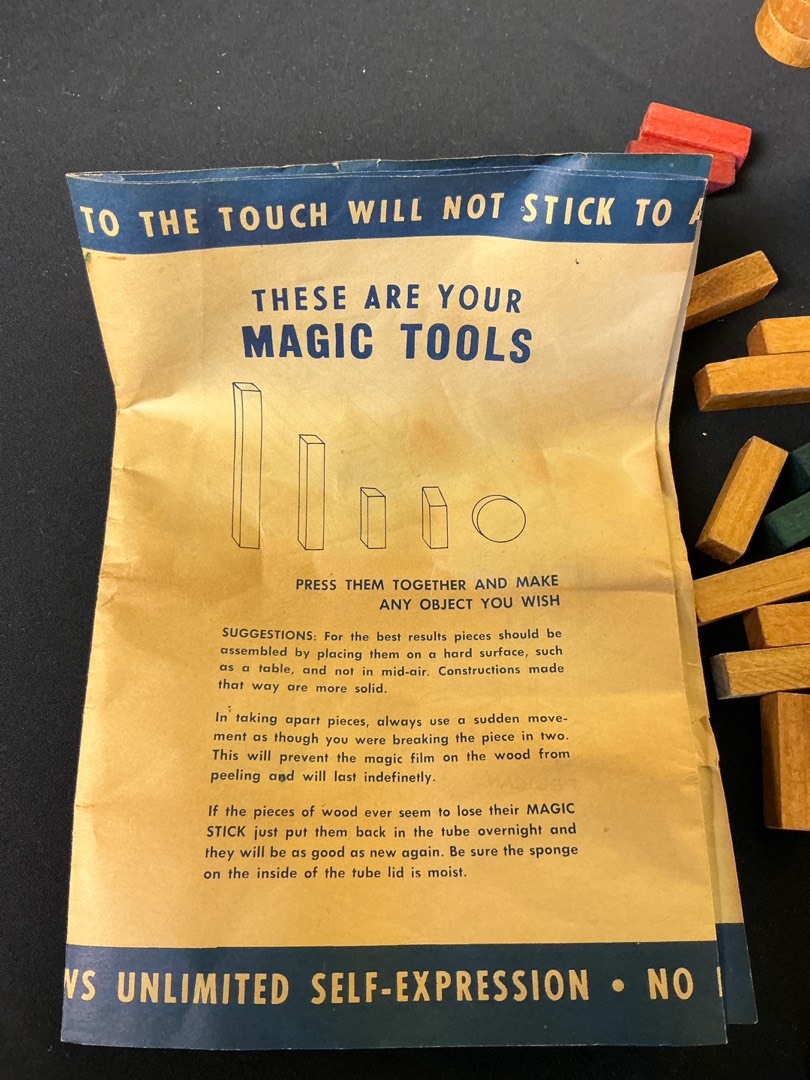 TO THE TOUCH WILL NOT STICK TO
THESE ARE YOUR
MAGIC TOOLS
PRESS THEM TOGETHER AND MAKE
ANY OBJECT YOU WISH
SUGGESTIONS: For the best results pieces should be
assembled by placing them on a hard surface, such
as a table, and not in mid-air. Constructions made
that way are more solid.
In taking apart pieces, always use a sudden move-
ment as though you were breaking the piece in two.
This will prevent the magic film on the wood from
peeling and will last indefinetly.
If the pieces of wood ever seem to lose their MAGIC
STICK just put them back in the tube overnight and
they will be as good as new again. Be sure the sponge
on the inside of the tube lid is moist.
UNLIMITED SELF-EXPRESSION • NO